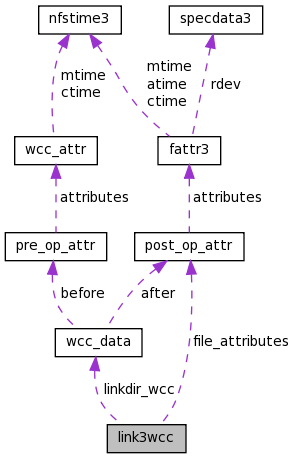 nfstime3
specdata3
mtime
ctime
mtime
atime
ctime
rdev
wcc_attr
fattr3
attributes
attributes
pre_op_attr
post_op_attr
before
after
wcc_data
file_attributes
linkdir_wcc
link3wcc